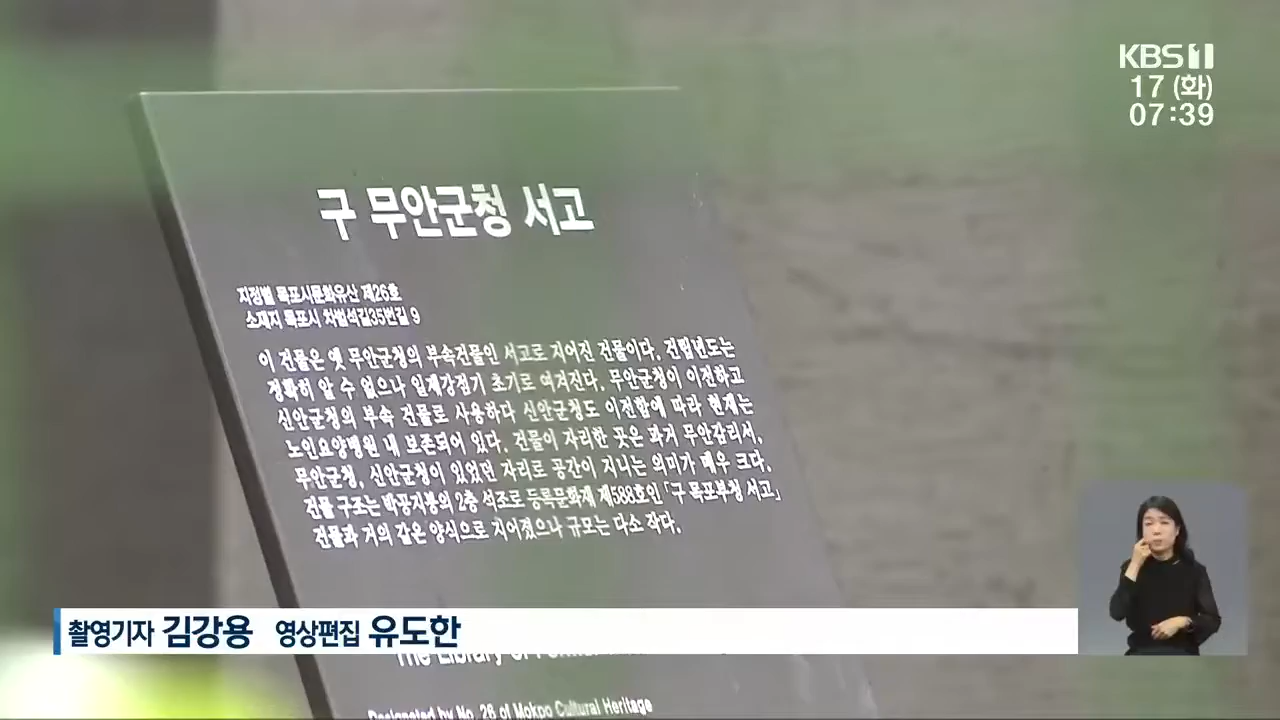 KBS 1
17 (화)
07:39
구 무안군청 서고
지정별 목포시문화유산 제26호
소재지 목포시 차범석길35번길 9
이 건물은 옛 무안군청의 부속건물인 서고로 지어진 건물이다. 건립년도는
정확히 알 수 없으나 일제강점기 초기로 여겨진다. 무안군청이 이전하고
신안군청의 부속 건물로 사용하다 신안군청도 이전함에 따라 현재는
노인요양병원 내 보존되어 있다. 건물이 자리한 곳은 과거 무안감리서,
무안군청, 신안군청이 있었던 자리로 공간이 지니는 의미가 매우 크다.
건물 구조는 박공지붕의 2층 석조로 등록문화재 제588호인 「구 목포부청 서고」
건물과 거의 같은 양식으로 지어졌으나 규모는 다소 작다.
촬영기자 김강용 영상편집 유도한
The Library of
Designated by No. 26 of Mokpo Cultural Heritage